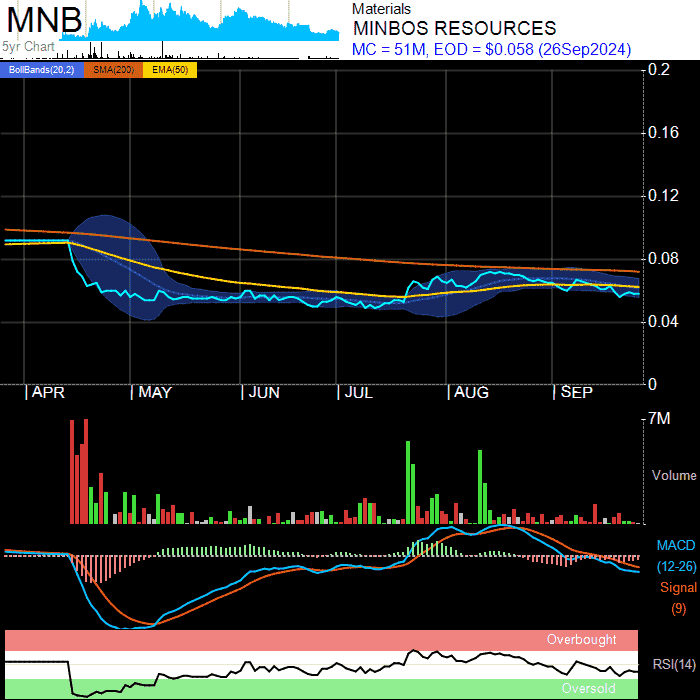 MNB
5yr Chart
Materials
MINBOS RESOURCES
MC = 51M, EOD = $0.058 (26Sep2024)
BollBands(20,2) SMA(200) EMA(50)
0.2
0.16
0.12
0.08
0.04
0
APR MAY JUN JUL AUG SEP
7M
Volume
MACD
(12-26)
Signal
(9)
Overbought
RSI(14)
Oversold